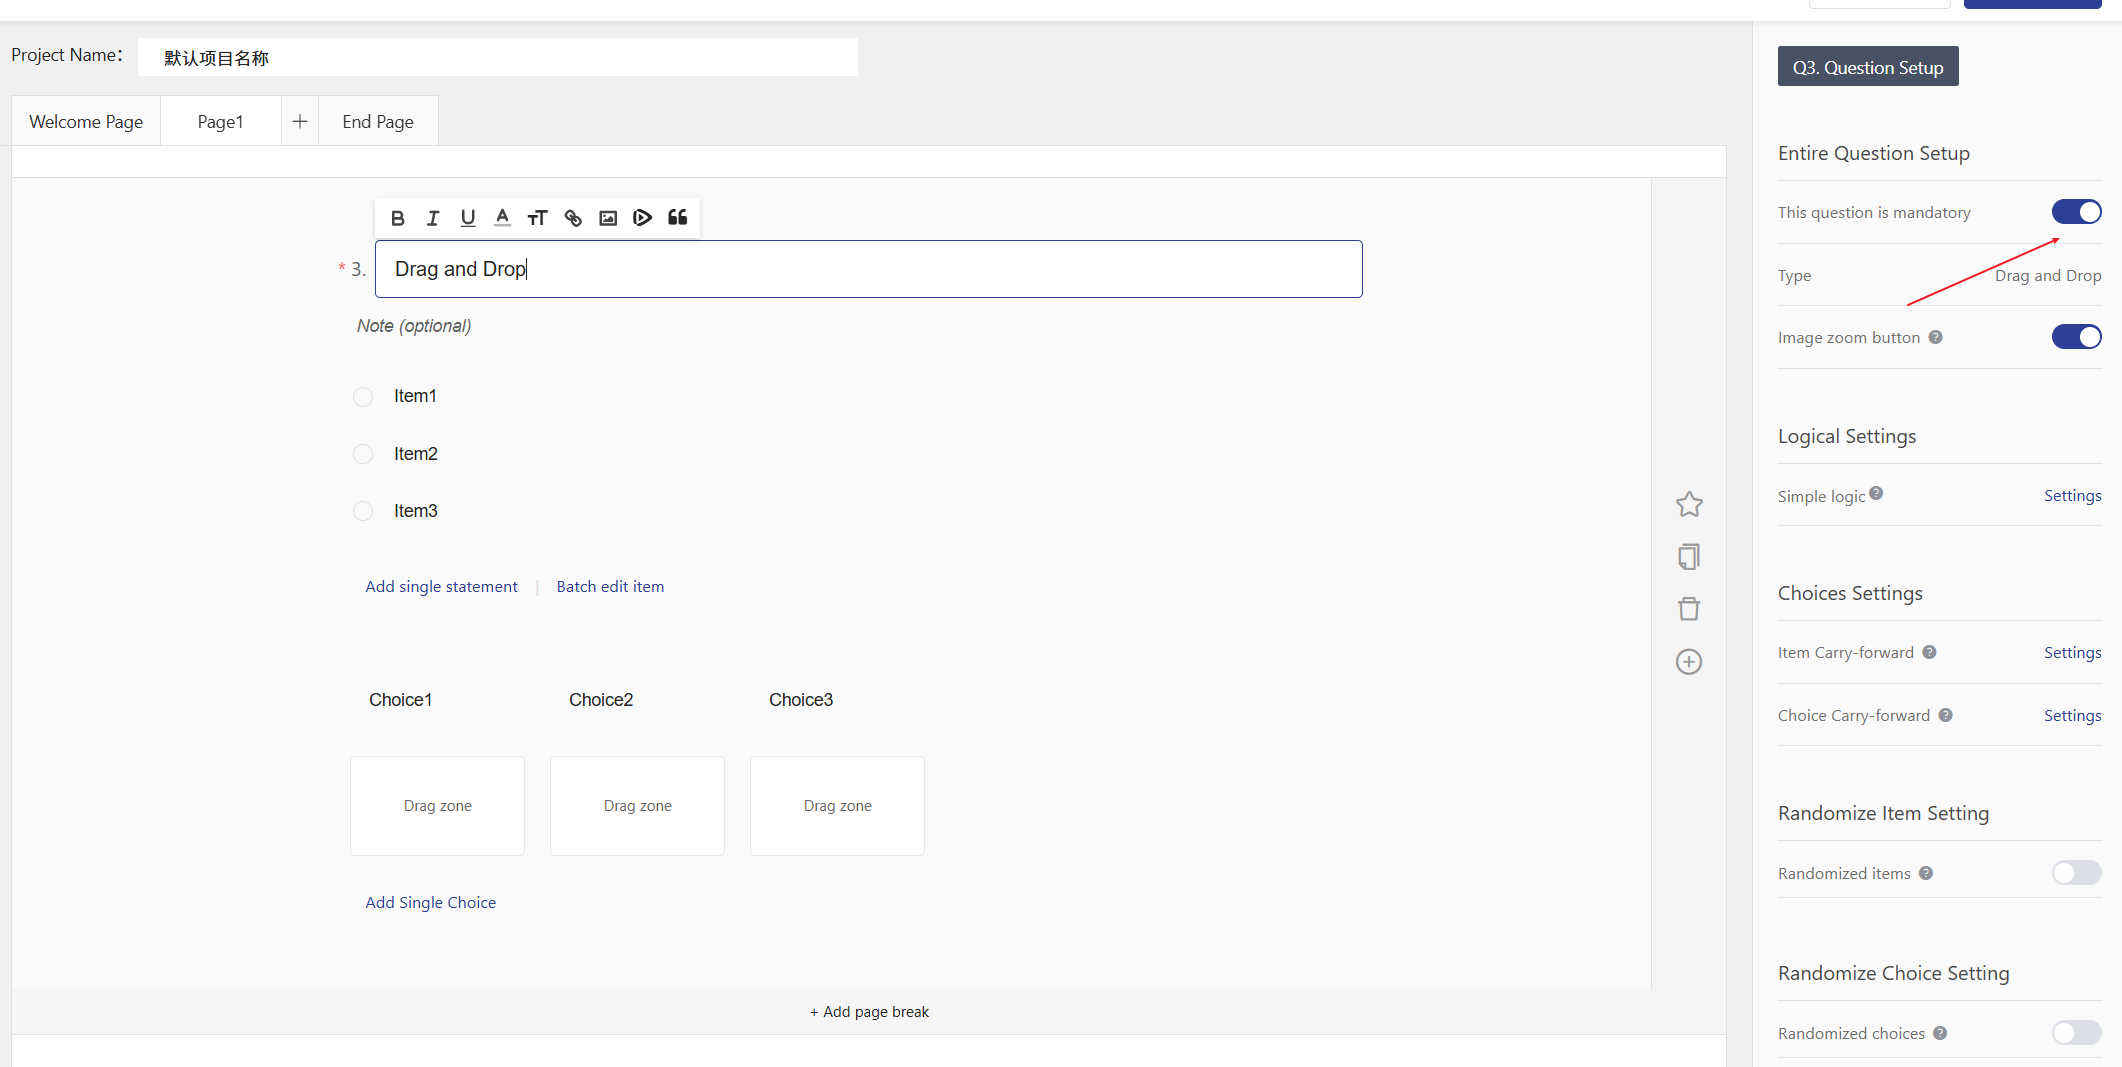 Project Name：
默认项目名称
Welcome Page
Page1
+
End Page
B I U A TT
* 3.
Drag and Drop
Note (optional)
Item1
Item2
Item3
Add single statement | Batch edit item
Choice1 Choice2 Choice3
Drag zone Drag zone Drag zone
Add Single Choice
+ Add page break
Q3. Question Setup
Entire Question Setup
This question is mandatory
Type Drag and Drop
Image zoom button ?
Logical Settings
Simple logic ? Settings
Choices Settings
Item Carry-forward ? Settings
Choice Carry-forward ? Settings
Randomize Item Setting
Randomized items ?
Randomize Choice Setting
Randomized choices ?